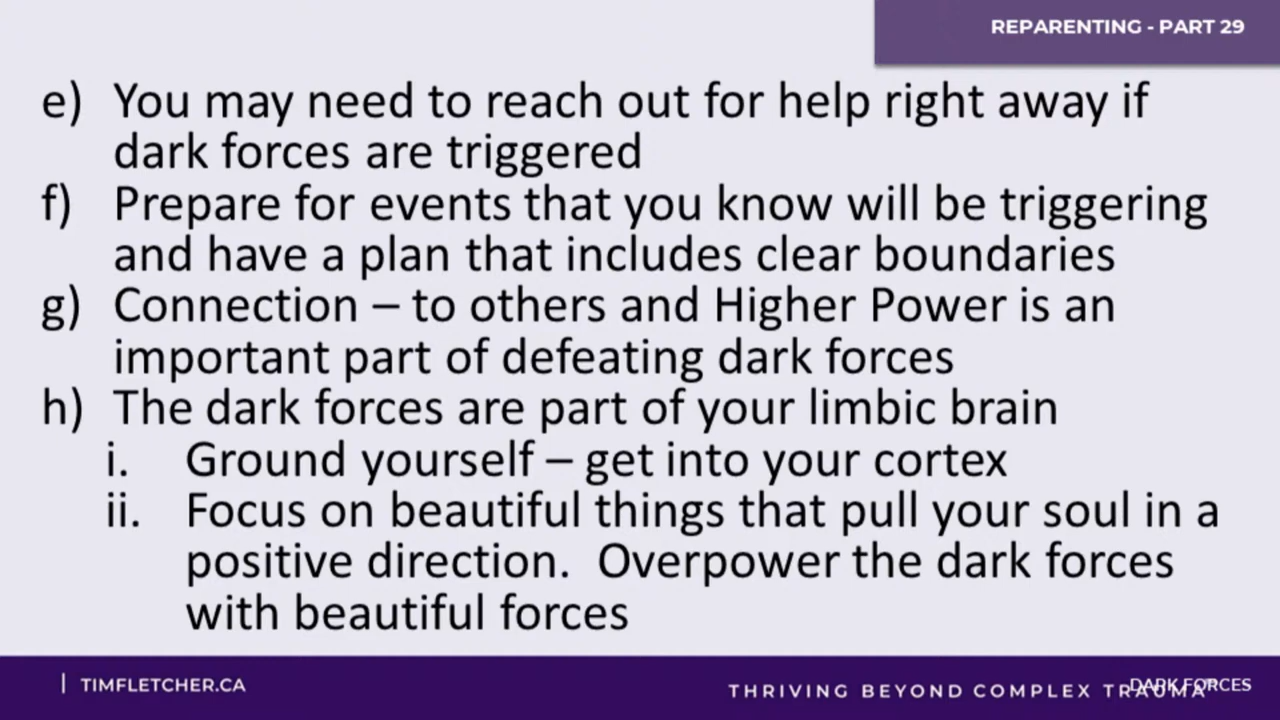 REPARENTING - PART 29
e) You may need to reach out for help right away if
dark forces are triggered
f) Prepare for events that you know will be triggering
and have a plan that includes clear boundaries
g) Connection – to others and Higher Power is an
important part of defeating dark forces
h) The dark forces are part of your limbic brain
i. Ground yourself – get into your cortex
ii. Focus on beautiful things that pull your soul in a
positive direction. Overpower the dark forces
with beautiful forces
| TIMFLETCHER.CA
THRIVING BEYOND COMPLEX TRAUMA
DARK FORCES